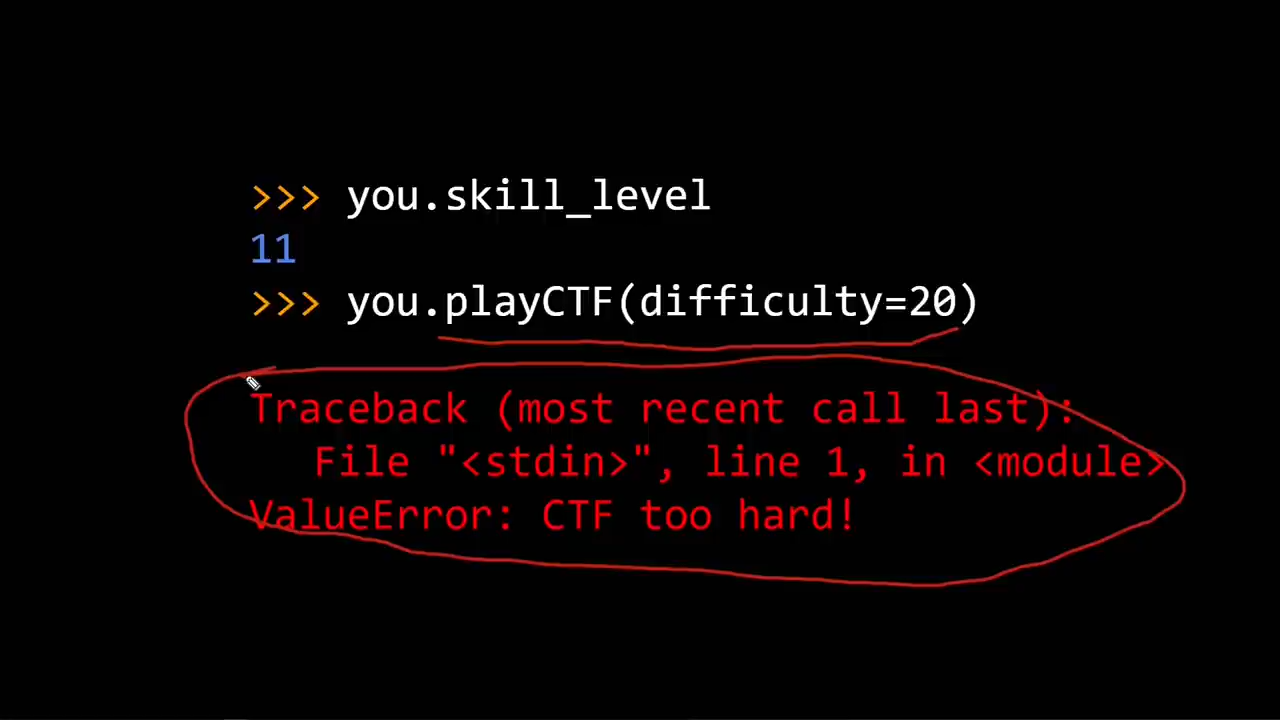 >>> you.skill_level
11
>>> you.playCTF(difficulty=20)
Traceback (most recent call last):
File "<stdin>", line 1, in <module>
ValueError: CTF too hard!